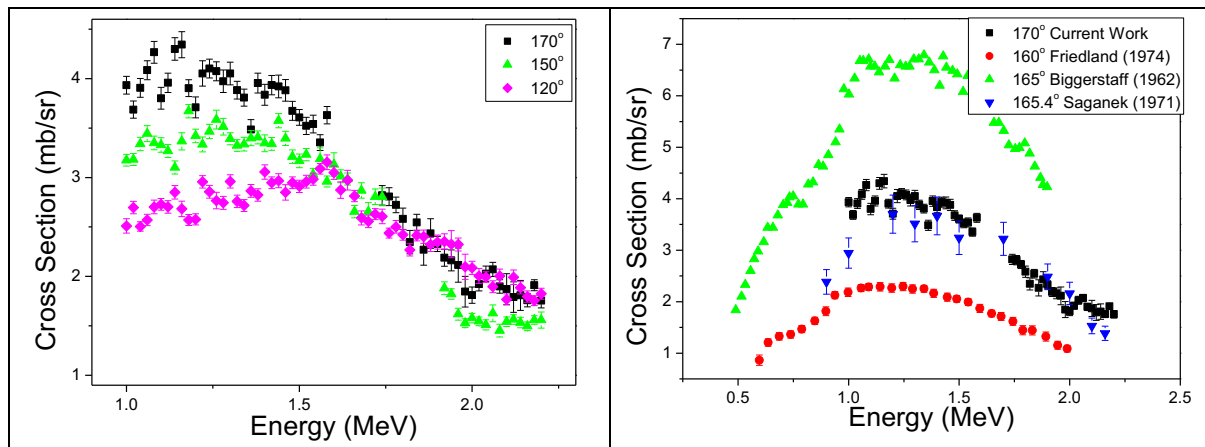 170°
150°
120°
4
3
2
1
1.0
1.5
2.0
Cross Section (mb/sr)
Energy (MeV)
170° Current Work
160° Friedland (1974)
165° Biggerstaff (1962)
165.4° Saganek (1971)
7
6
5
4
3
2
1
0.5
1.0
1.5
2.0
2.5
Cross Section (mb/sr)
Energy (MeV)